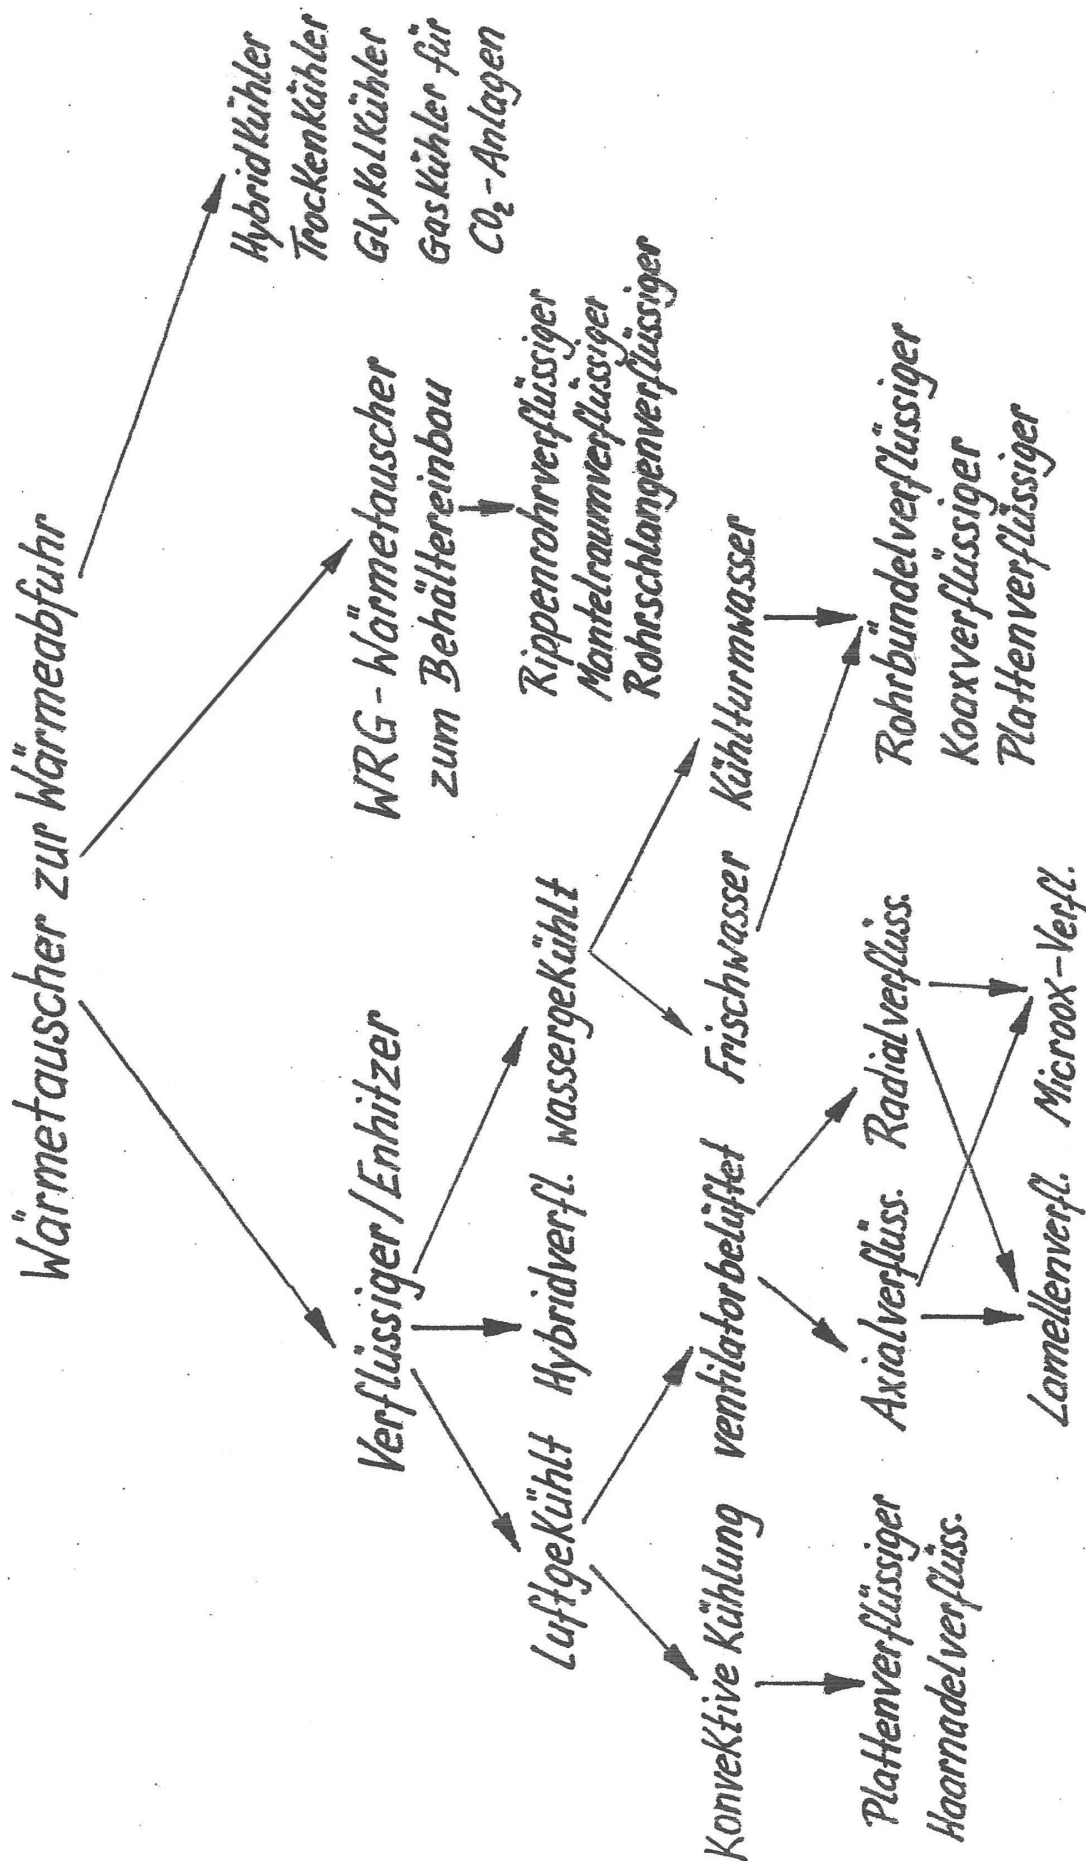 Wärmetauscher zur Wärmeabfuhr
Verflüssiger/Enhitzer
WRG-Wärmetauscher
zum Behältereinbau
Hybridkühler
Trockenkühler
Glykolkühler
Gaskühler für
CO₂-Anlagen
Luftgekühlt
Hybridverfl.
wassergekühlt
Rippenrohrverflüssiger
Mantelraumverflüssiger
Rohrschlangenverflüssiger
Konvektive Kühlung
ventilatorbelüftet
Frischwasser
Kühlturmwasser
Plattenverflüssiger
Haarnadelverflüss.
Axialverflüss.
Radialverflüss.
Rohrbündelverflüssiger
Koaxverflüssiger
Plattenverflüssiger
Lamellenverfl.
Microox-Verfl.